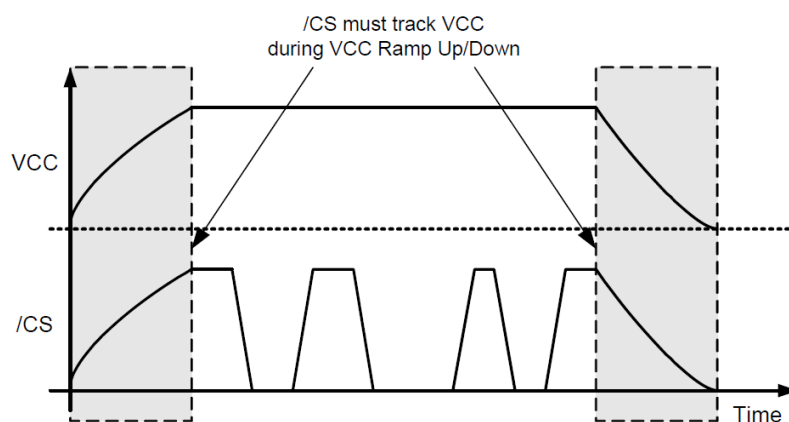 /CS must track VCC
during VCC Ramp Up/Down
VCC
/CS
Time